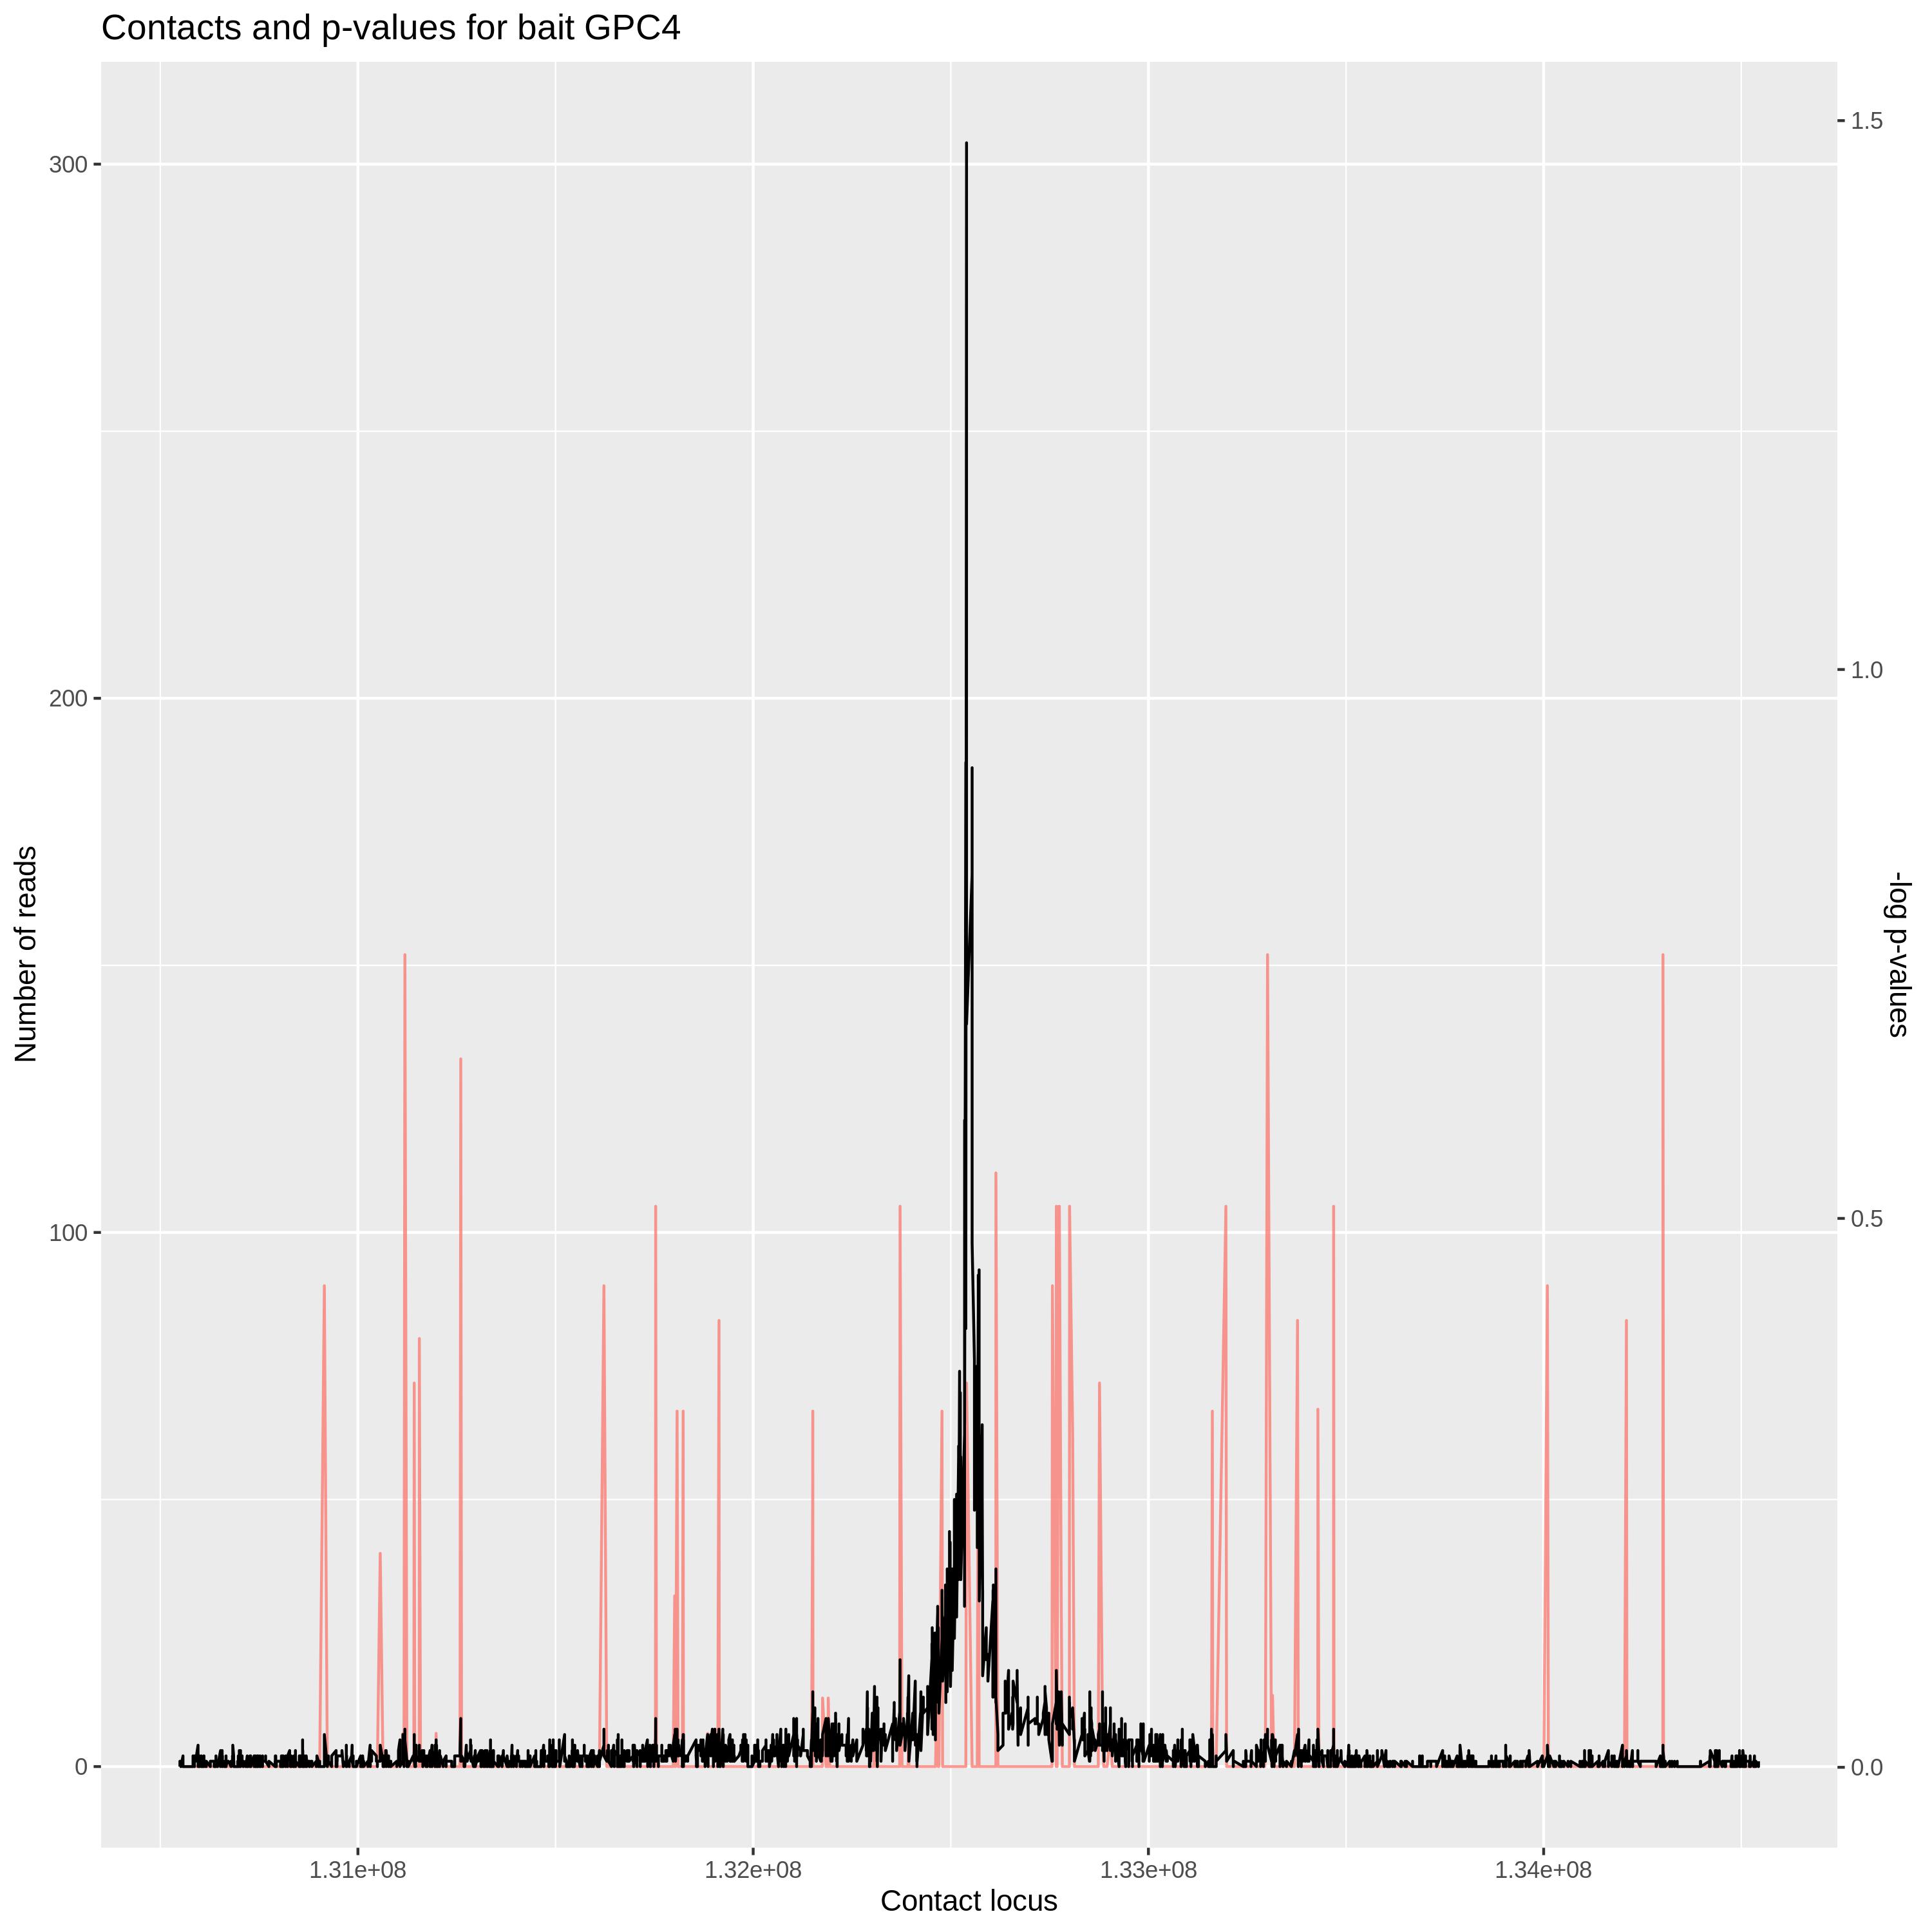 Contacts and p-values for bait GPC4
300
200
100
0
Number of reads
1.5
1.0
0.5
0.0
-log p-values
1.31e+08
1.32e+08
1.33e+08
1.34e+08
Contact locus